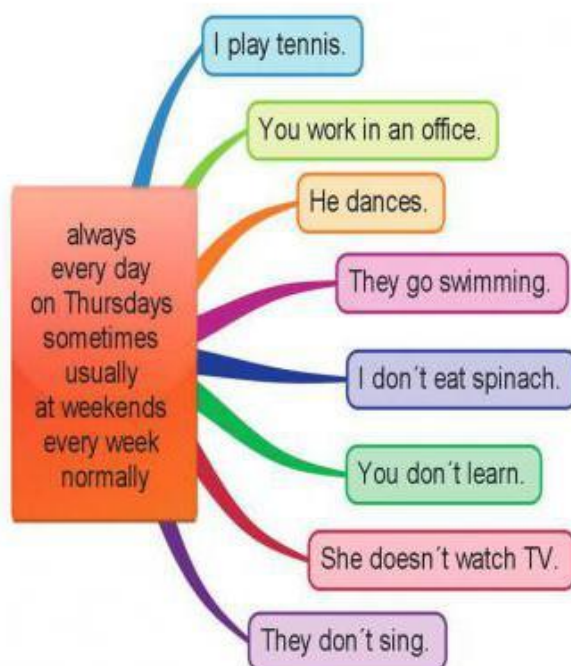 I play tennis.
You work in an office.
He dances.
They go swimming.
I don´t eat spinach.
You don´t learn.
She doesn´t watch TV.
They don´t sing.
always
every day
on Thursdays
sometimes
usually
at weekends
every week
normally